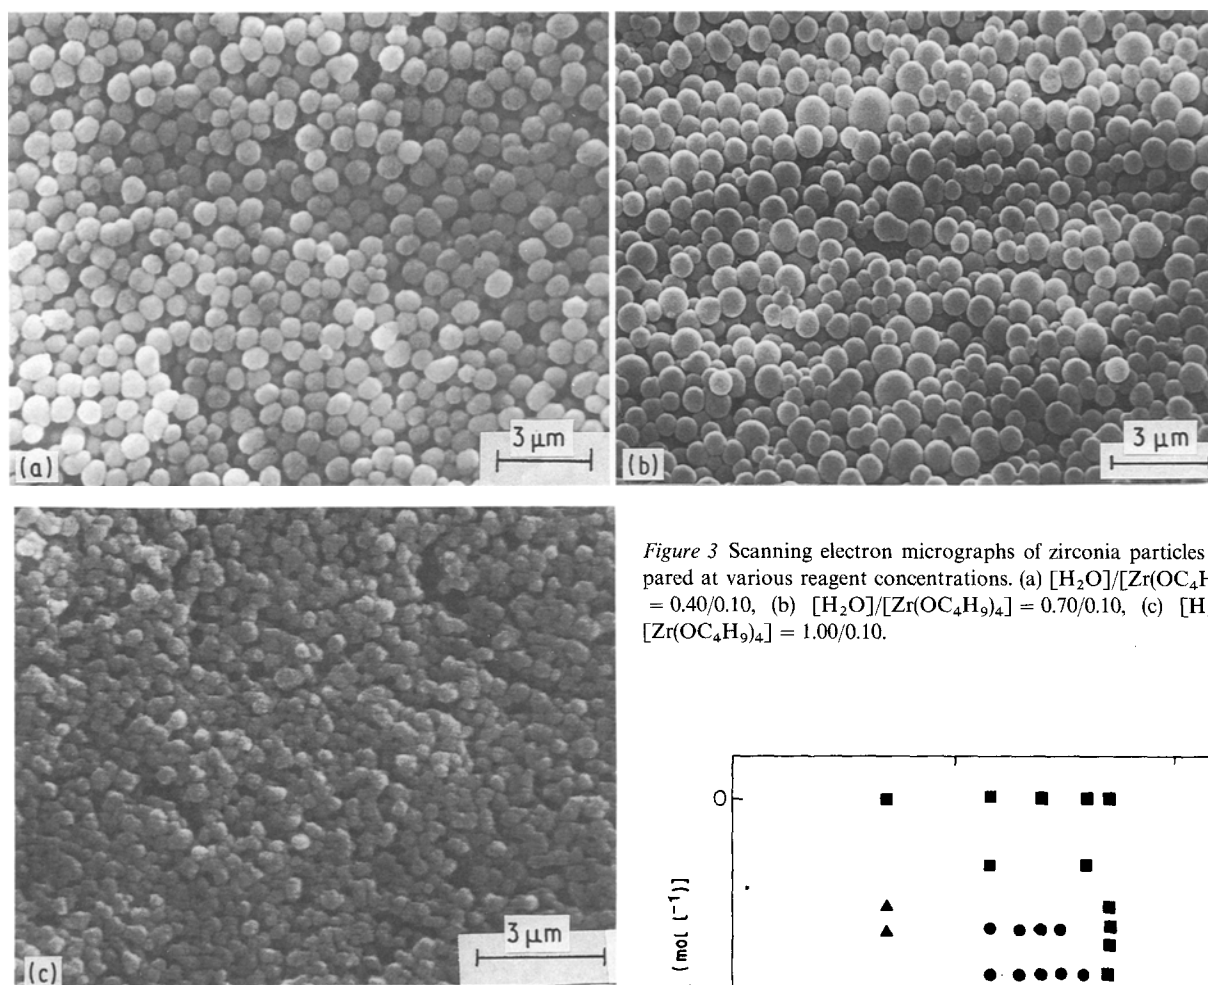 3 μm
(a)
3 μm
(b)
3 μm
(c)
Figure 3 Scanning electron micrographs of zirconia particles
pared at various reagent concentrations. (a) [H₂O]/[Zr(OC₄H
= 0.40/0.10, (b) [H₂O]/[Zr(OC₄H₉)₄] = 0.70/0.10, (c) [H
[Zr(OC₄H₉)₄] = 1.00/0.10.
0
(mol l⁻¹)]